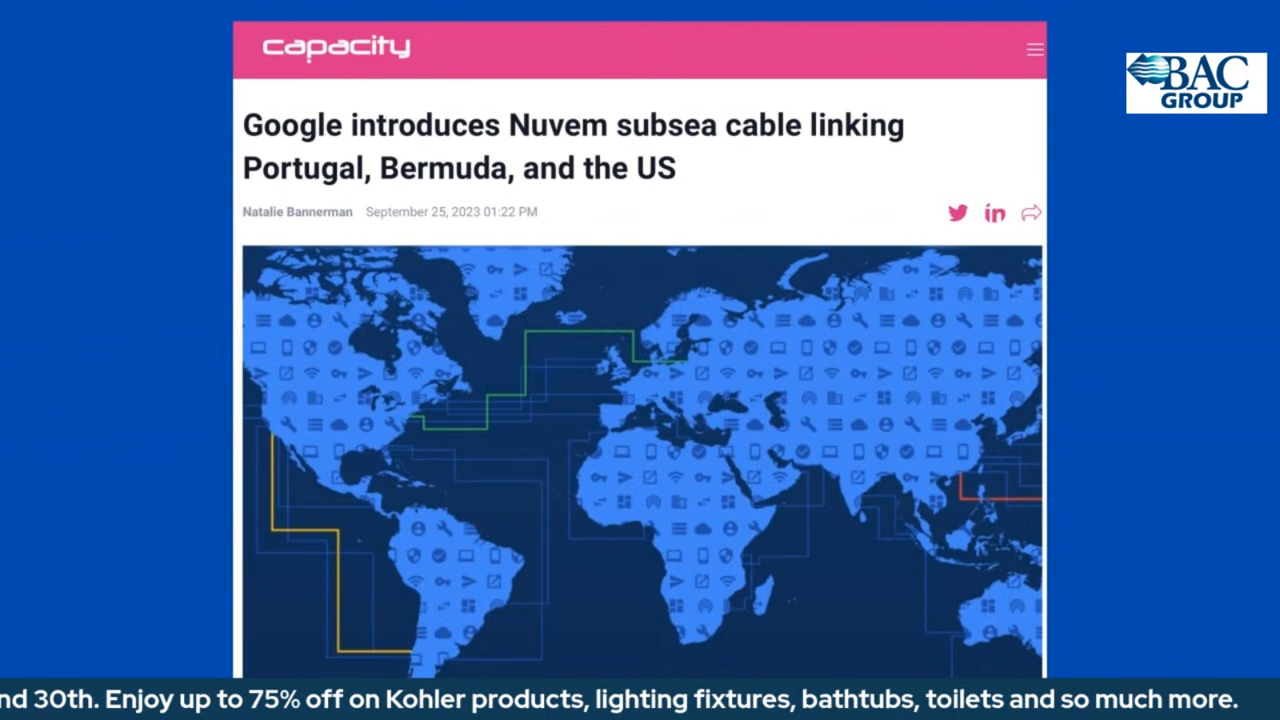 capacity
BAC
GROUP
Google introduces Nuvem subsea cable linking
Portugal, Bermuda, and the US
Natalie Bannerman September 25, 2023 01:22 PM
nd 30th. Enjoy up to 75% off on Kohler products, lighting fixtures, bathtubs, toilets and so much more.